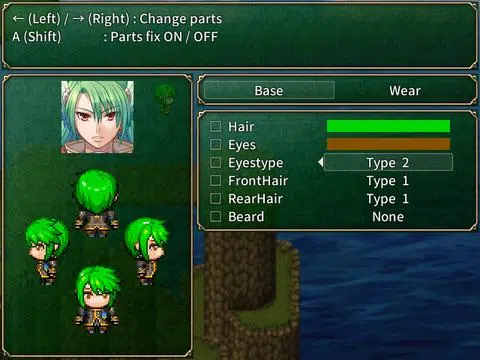 ← (Left) / → (Right) : Change parts
A (Shift) : Parts fix ON / OFF
Base Wear
Hair
Eyes
Eyestype Type 2
FrontHair Type 1
RearHair Type 1
Beard None